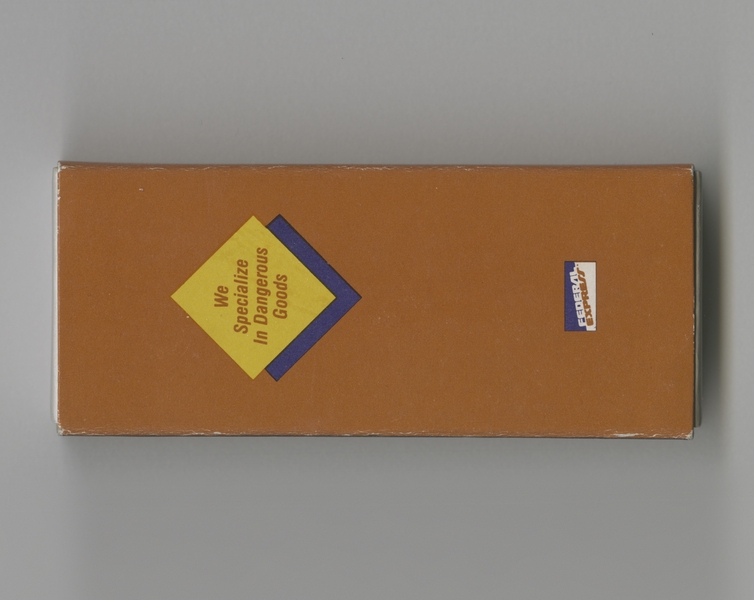 We
Specialize
In Dangerous
Goods
FEDERAL
EXPRESS